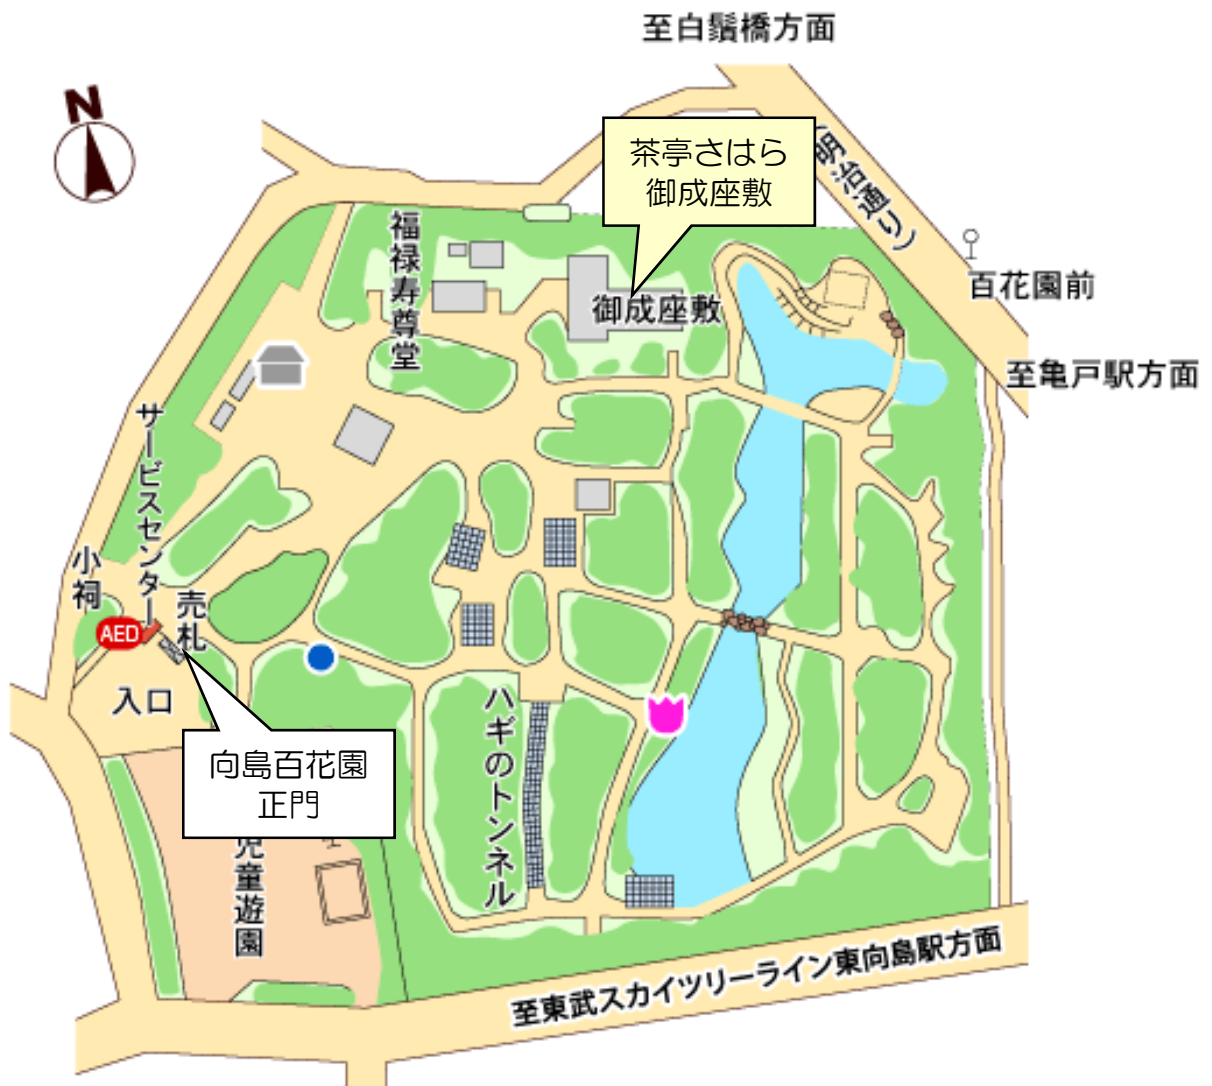 至白鬚橋方面
N
茶亭さはら
御成座敷
(明治通り)
百花園前
至亀戸駅方面
福禄寿尊堂
御成座敷
サービスセンター
小祠
売札
AED
入口
向島百花園
正門
ハギのトンネル
児童遊園
至東武スカイツリーライン東向島駅方面